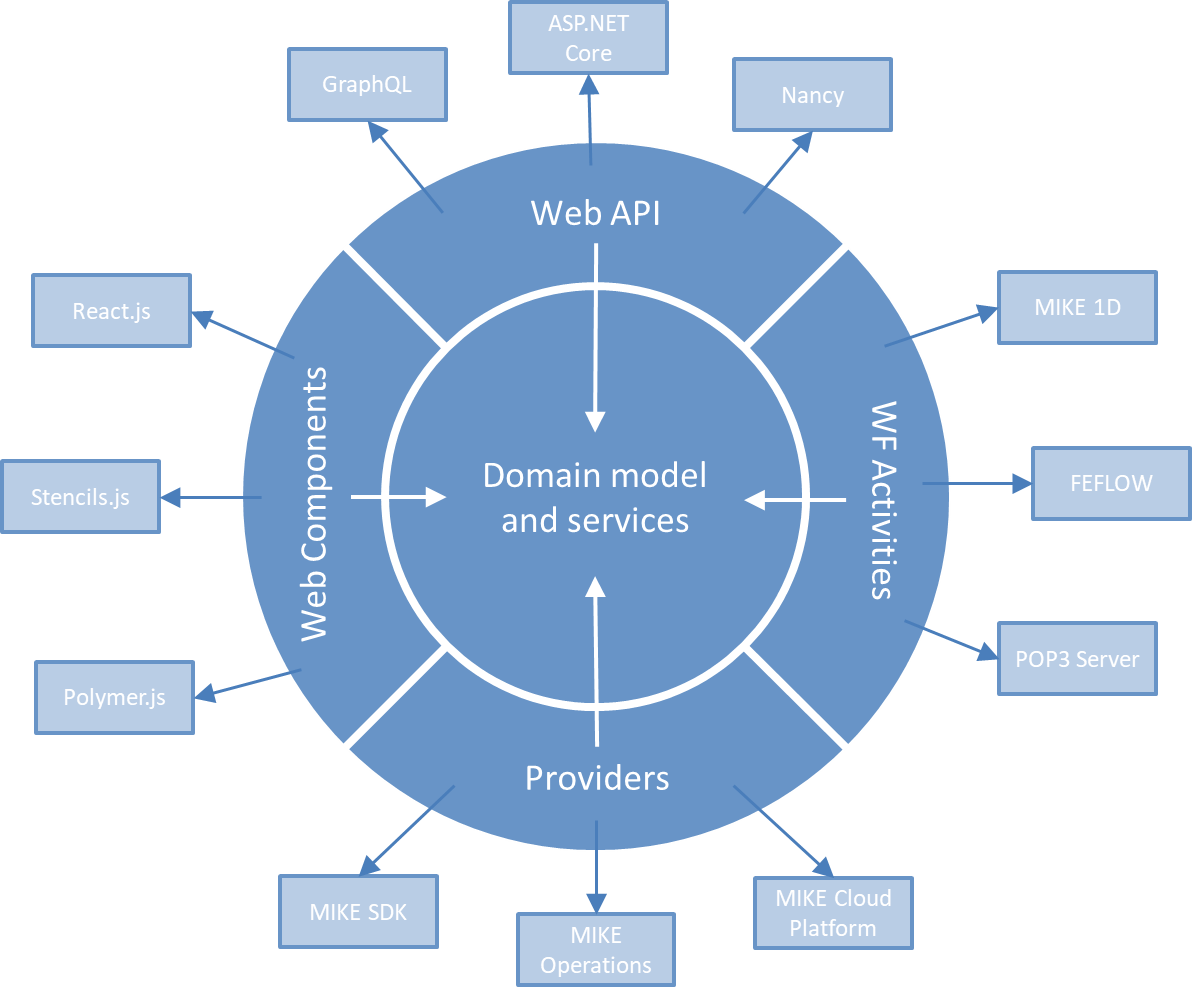 ASP.NET
Core
GraphQL
Nancy
Web API
React.js
MIKE 1D
Web Components
Domain model
and services
WF Activities
Stencils.js
FEFLOW
Polymer.js
POP3 Server
Providers
MIKE SDK
MIKE
Operations
MIKE Cloud
Platform